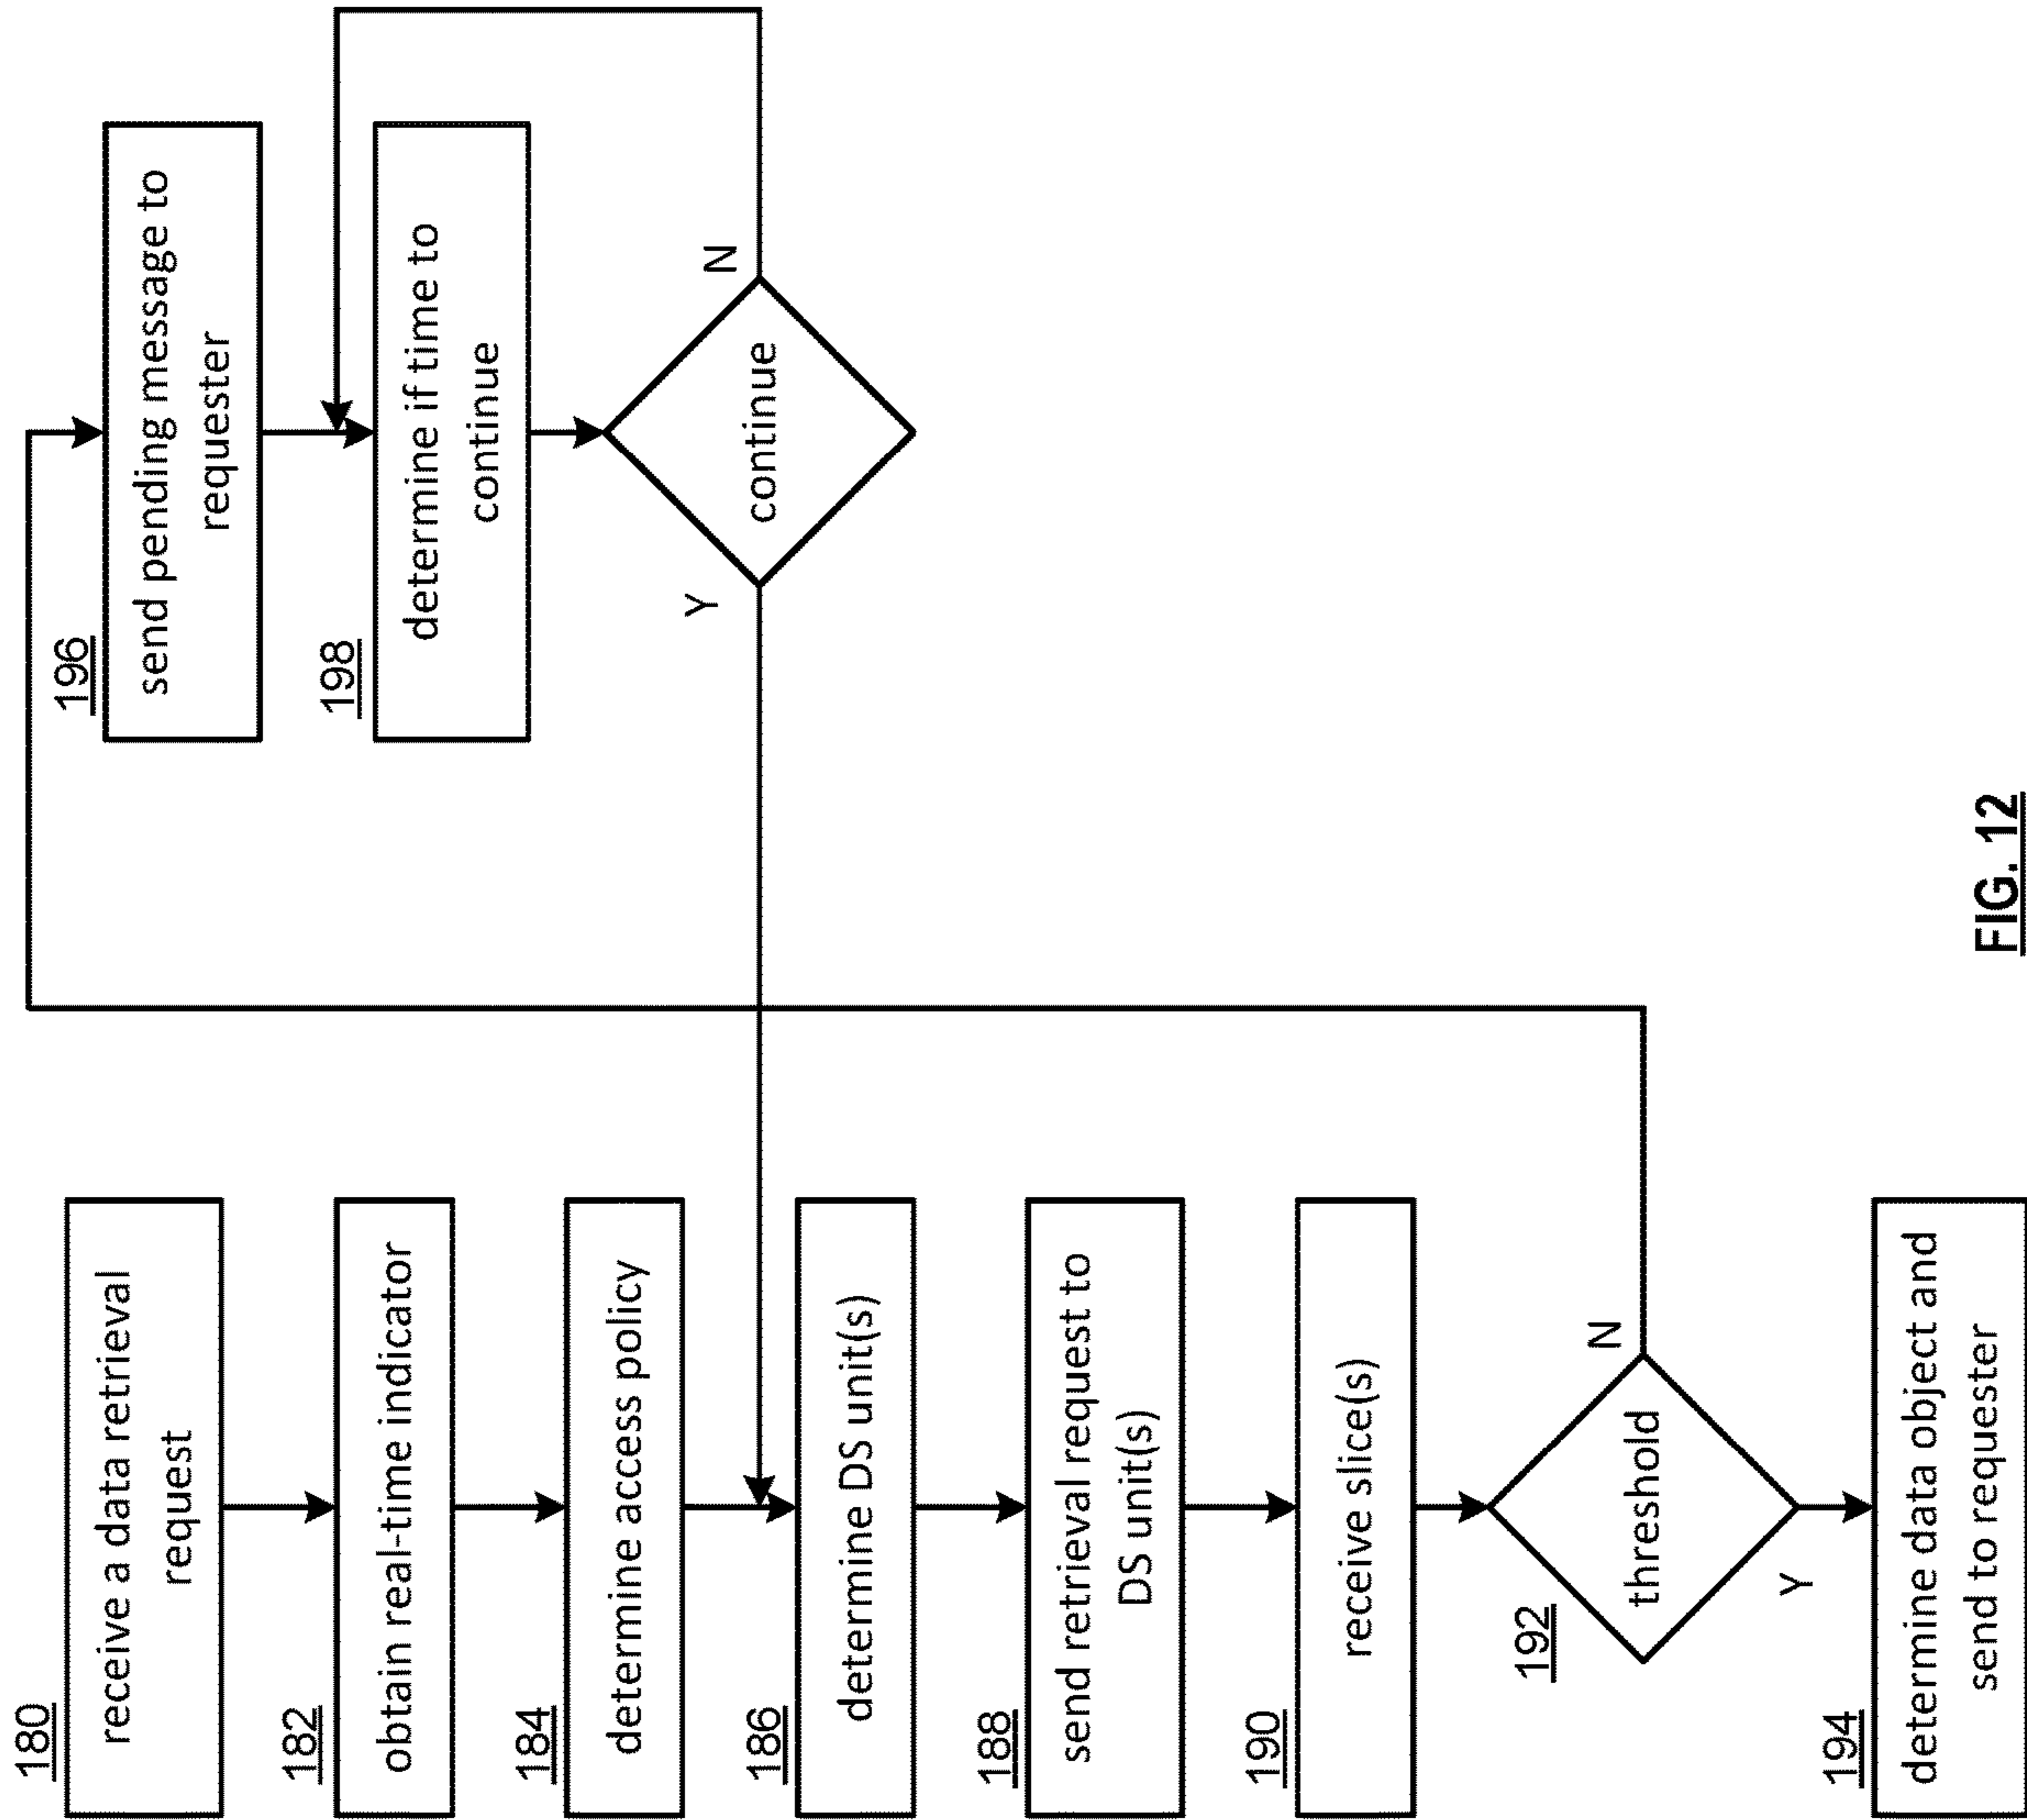 180
receive a data retrieval
request
182
obtain real-time indicator
184
determine access policy
186
determine DS unit(s)
188
send retrieval request to
DS unit(s)
190
receive slice(s)
192
threshold
N
Y
194
determine data object and
send to requester
196
send pending message to
requester
198
determine if time to
continue
continue
Y
N
FIG. 12